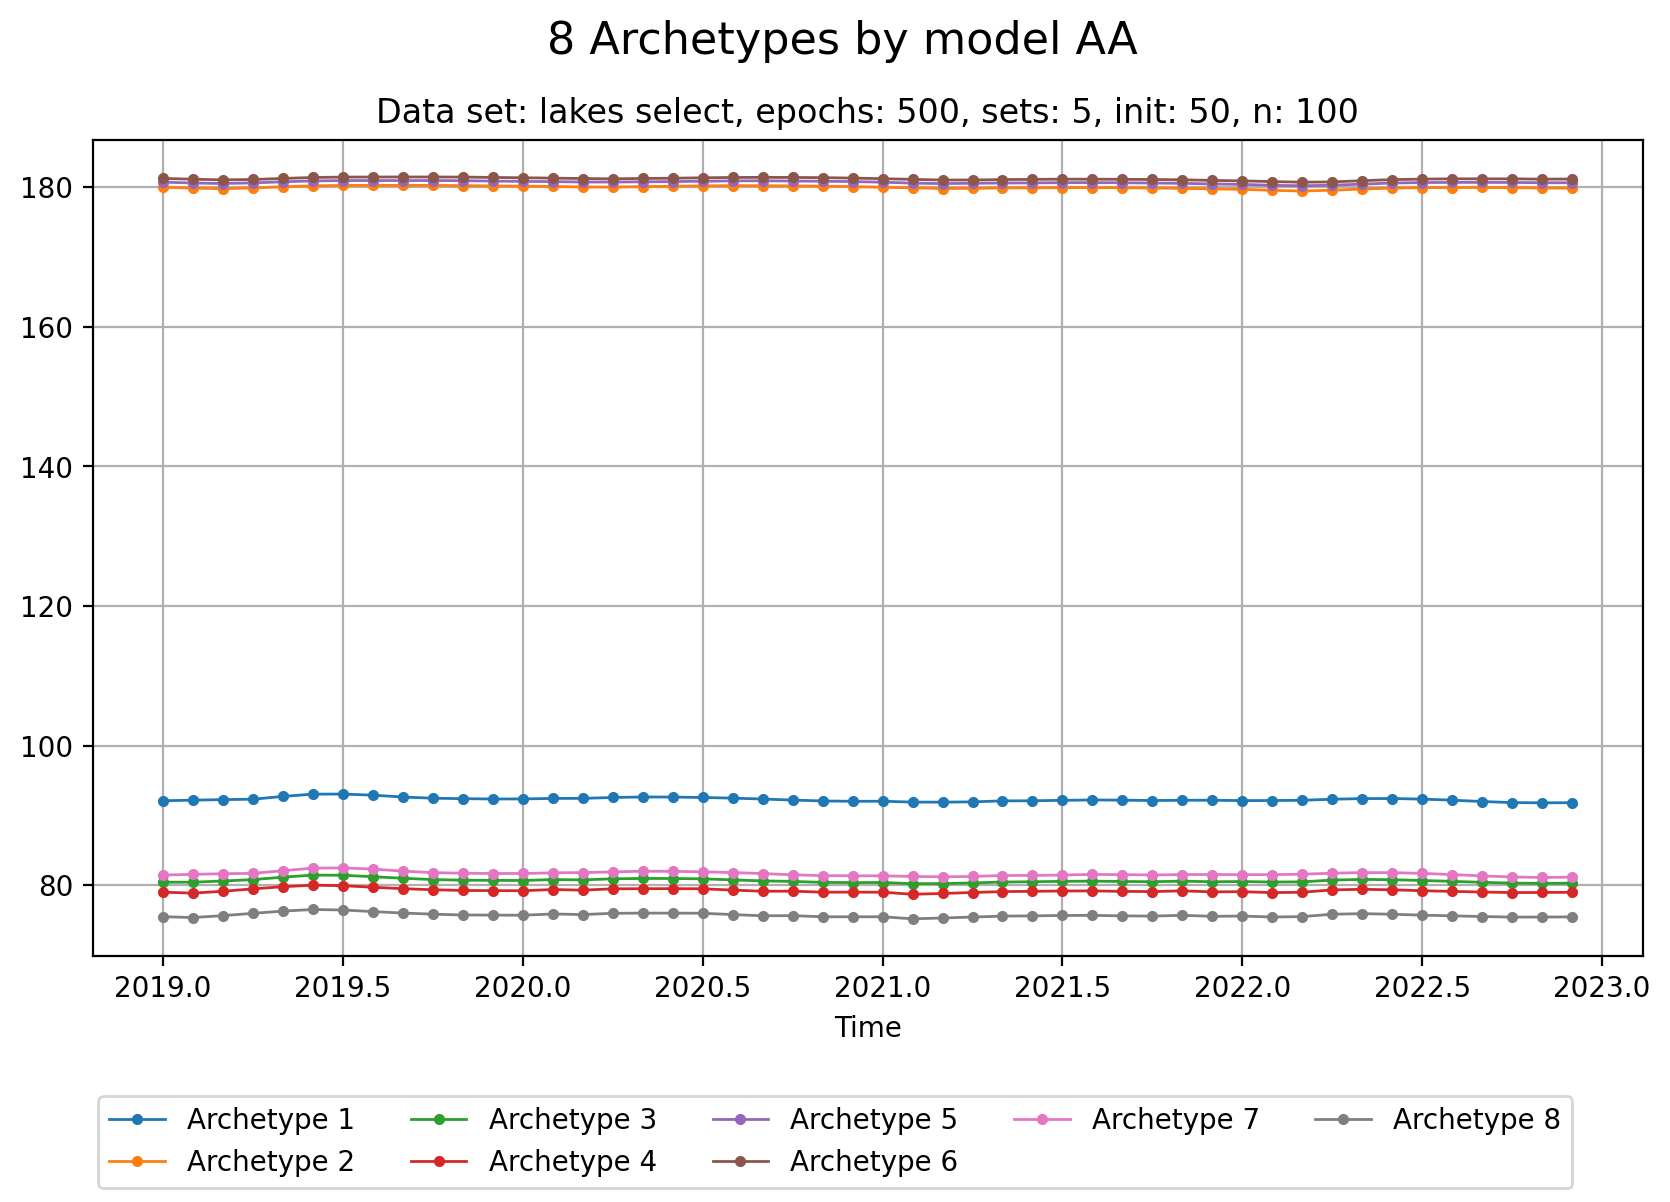 8 Archetypes by model AA
Data set: lakes select, epochs: 500, sets: 5, init: 50, n: 100
180
160
140
120
100
80
2019.0 2019.5 2020.0 2020.5 2021.0 2021.5 2022.0 2022.5 2023.0
Time
Archetype 1 Archetype 3 Archetype 5 Archetype 7 Archetype 8
Archetype 2 Archetype 4 Archetype 6